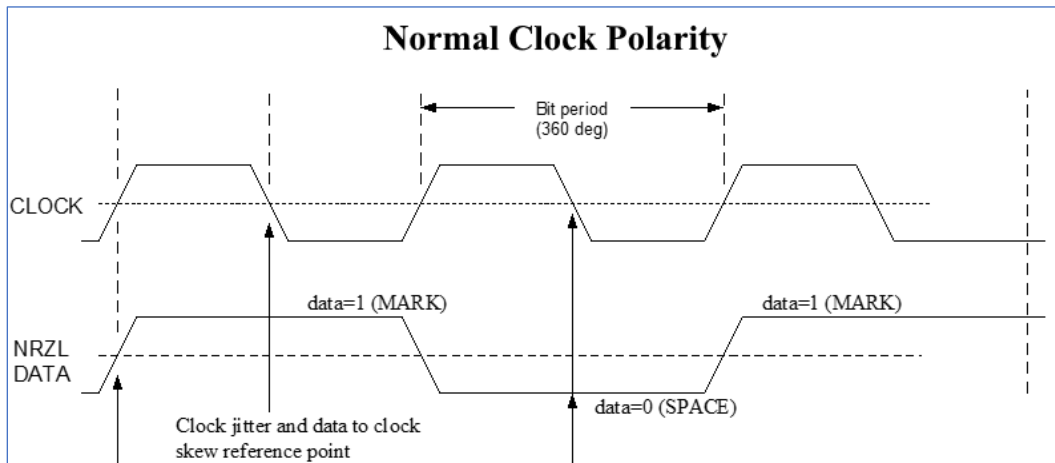 Normal Clock Polarity
Bit period
(360 deg)
CLOCK
data=1 (MARK)
data=1 (MARK)
NRZL
DATA
data=0 (SPACE)
Clock jitter and data to clock
skew reference point